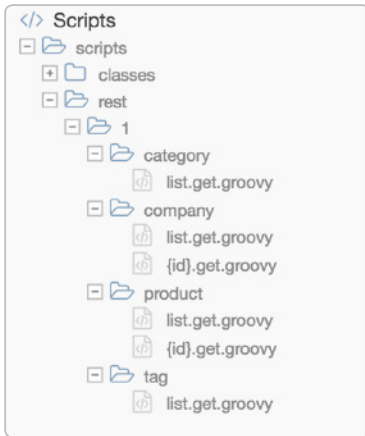 Scripts
scripts
classes
rest
1
category
list.get.groovy
company
list.get.groovy
{id}.get.groovy
product
list.get.groovy
{id}.get.groovy
tag
list.get.groovy